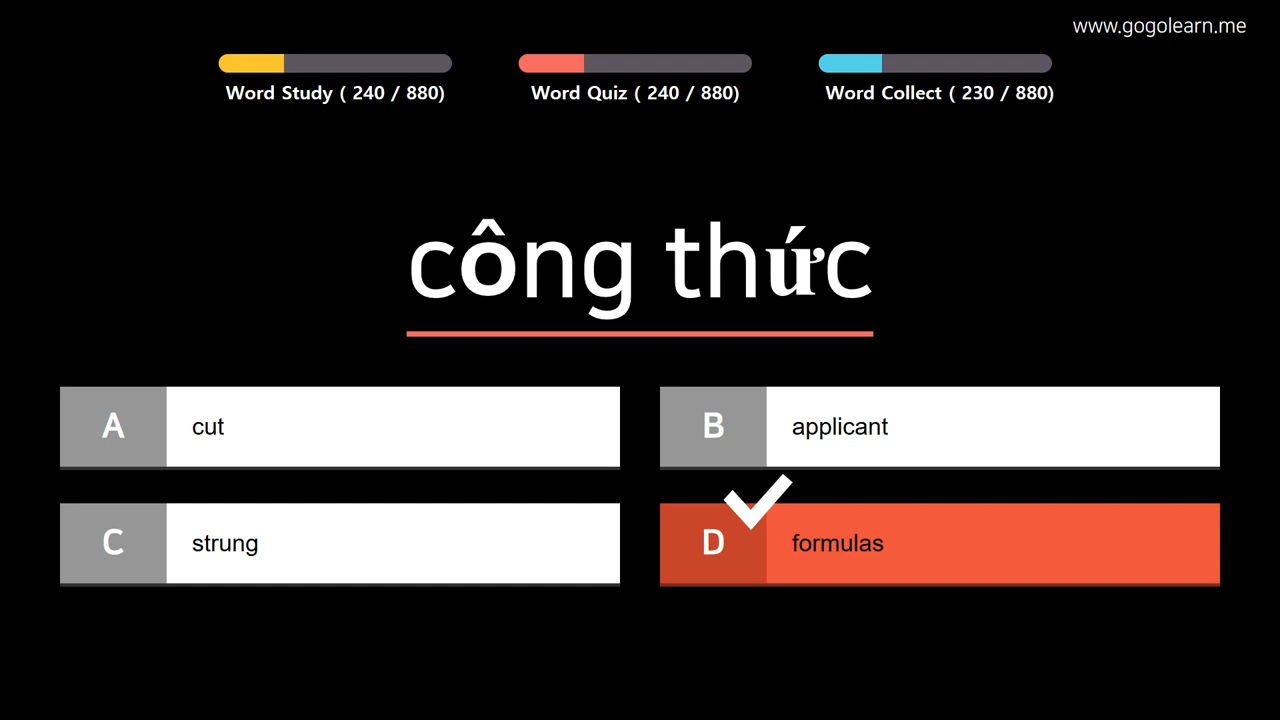 www.gogolearn.me
Word Study ( 240 / 880)
Word Quiz ( 240 / 880)
Word Collect ( 230 / 880)
công thức
A cut
B applicant
C strung
D formulas